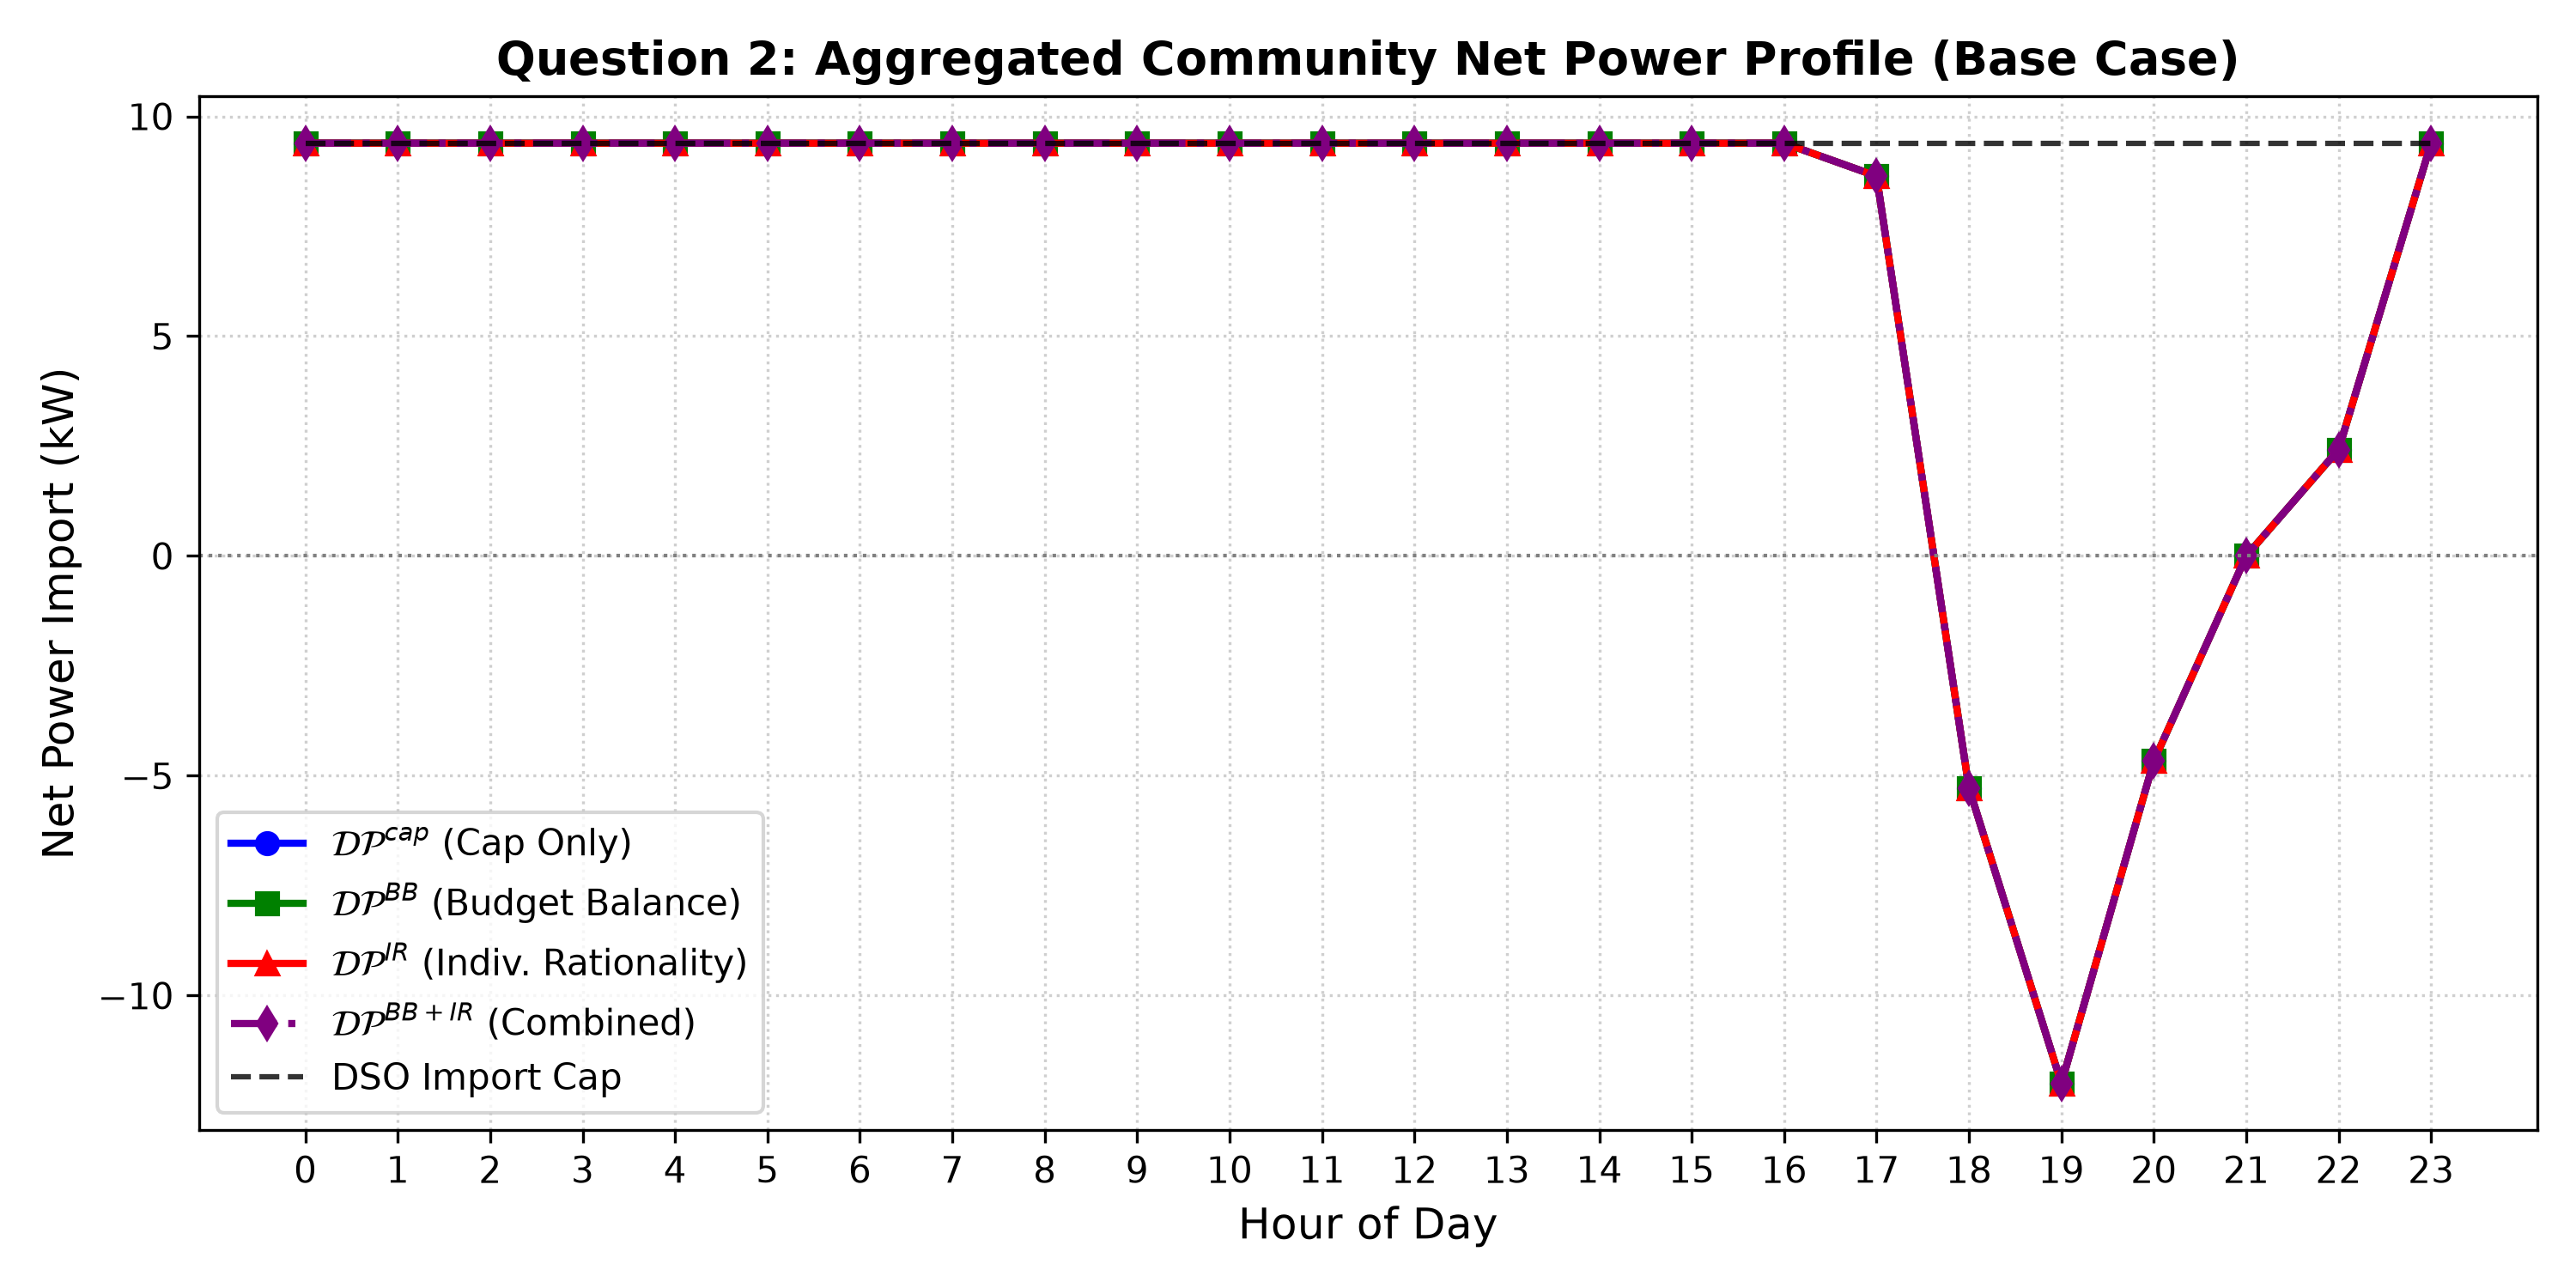 Question 2: Aggregated Community Net Power Profile (Base Case)
Net Power Import (kW)
10
5
0
−5
−10
𝒟𝒫^cap (Cap Only)
𝒟𝒫^BB (Budget Balance)
𝒟𝒫^IR (Indiv. Rationality)
𝒟𝒫^BB+IR (Combined)
DSO Import Cap
0 1 2 3 4 5 6 7 8 9 10 11 12 13 14 15 16 17 18 19 20 21 22 23
Hour of Day